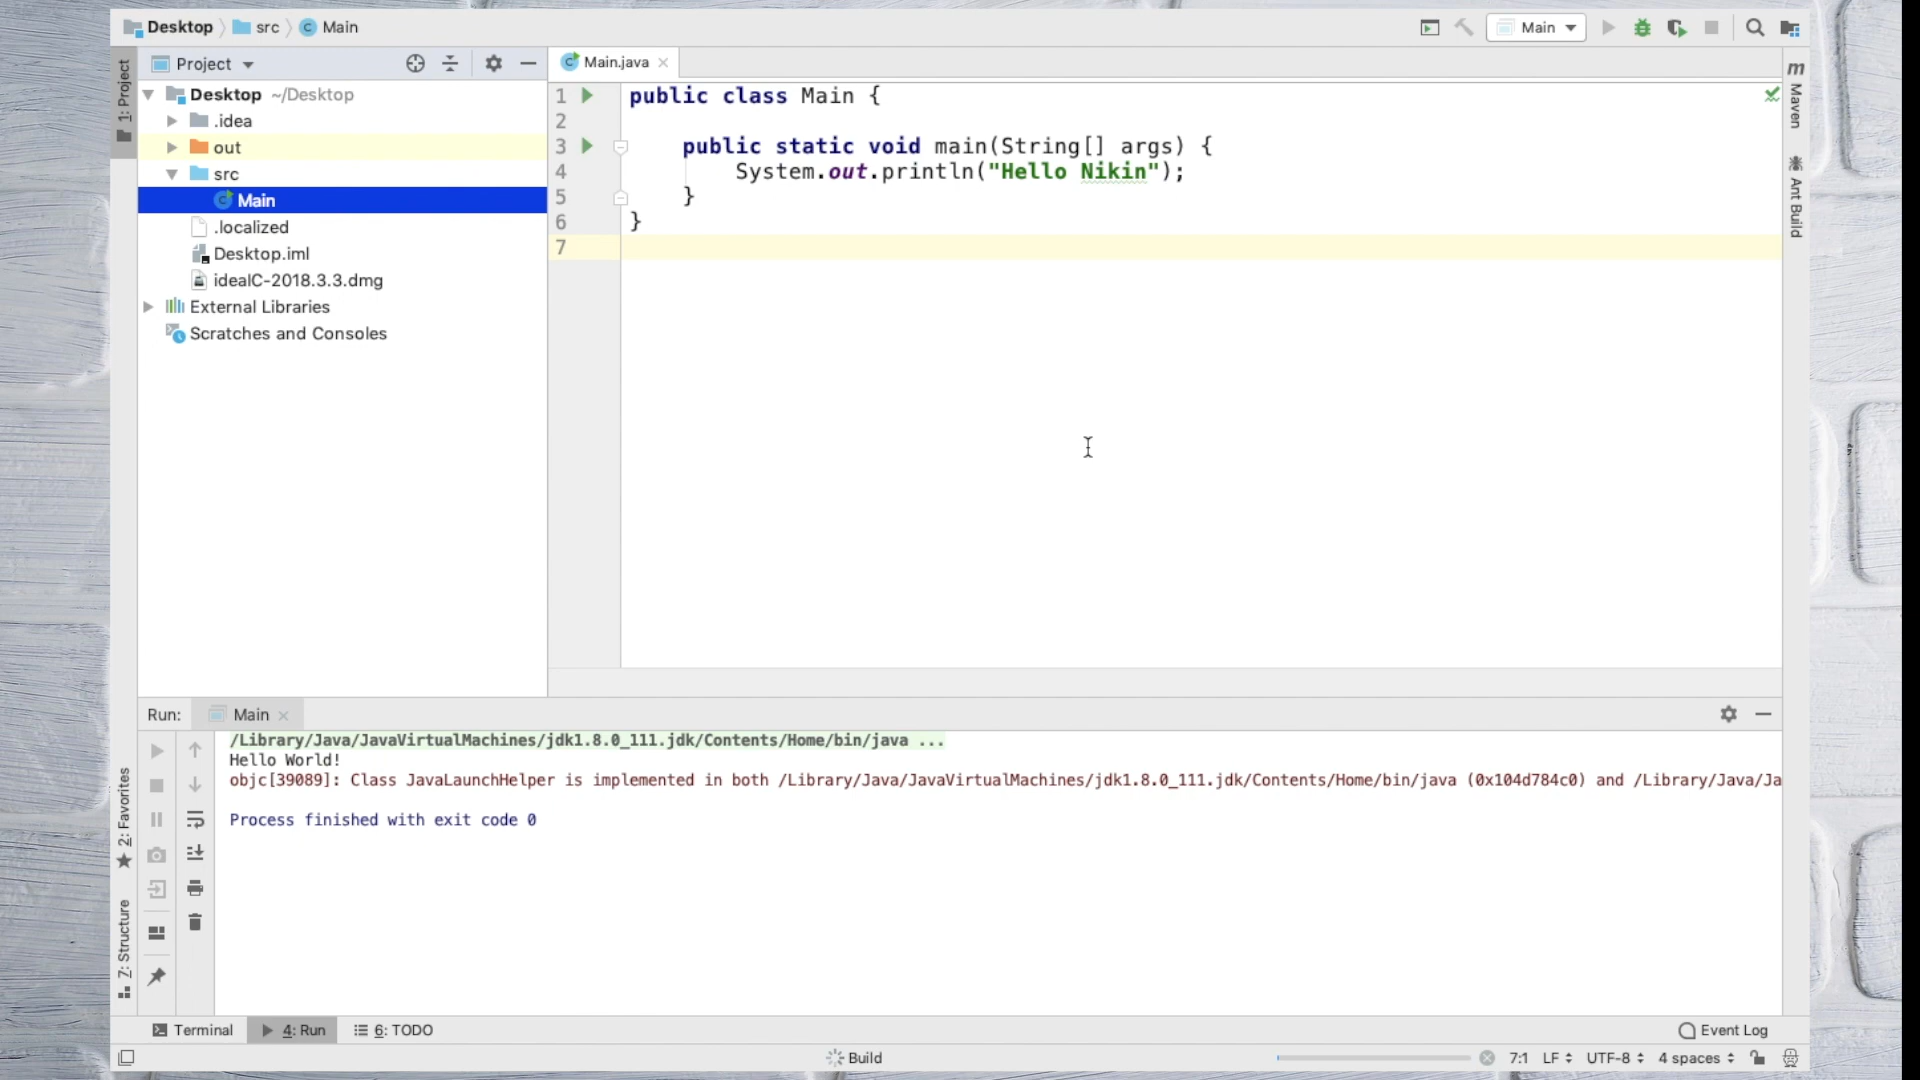 Desktop src Main
Main
1: Project
Project
Desktop ~/Desktop
.idea
out
src
Main
.localized
Desktop.iml
idealC-2018.3.3.dmg
External Libraries
Scratches and Consoles
Main.java
1 public class Main {
2
3 public static void main(String[] args) {
4 System.out.println("Hello Nikin");
5 }
6 }
7
m Maven
Ant Build
Run: Main
/Library/Java/JavaVirtualMachines/jdk1.8.0_111.jdk/Contents/Home/bin/java ...
Hello World!
objc[39089]: Class JavaLaunchHelper is implemented in both /Library/Java/JavaVirtualMachines/jdk1.8.0_111.jdk/Contents/Home/bin/java (0x104d784c0) and /Library/Java/Ja
Process finished with exit code 0
2: Favorites
7: Structure
Terminal 4: Run 6: TODO Event Log
Build 7:1 LF UTF-8 4 spaces